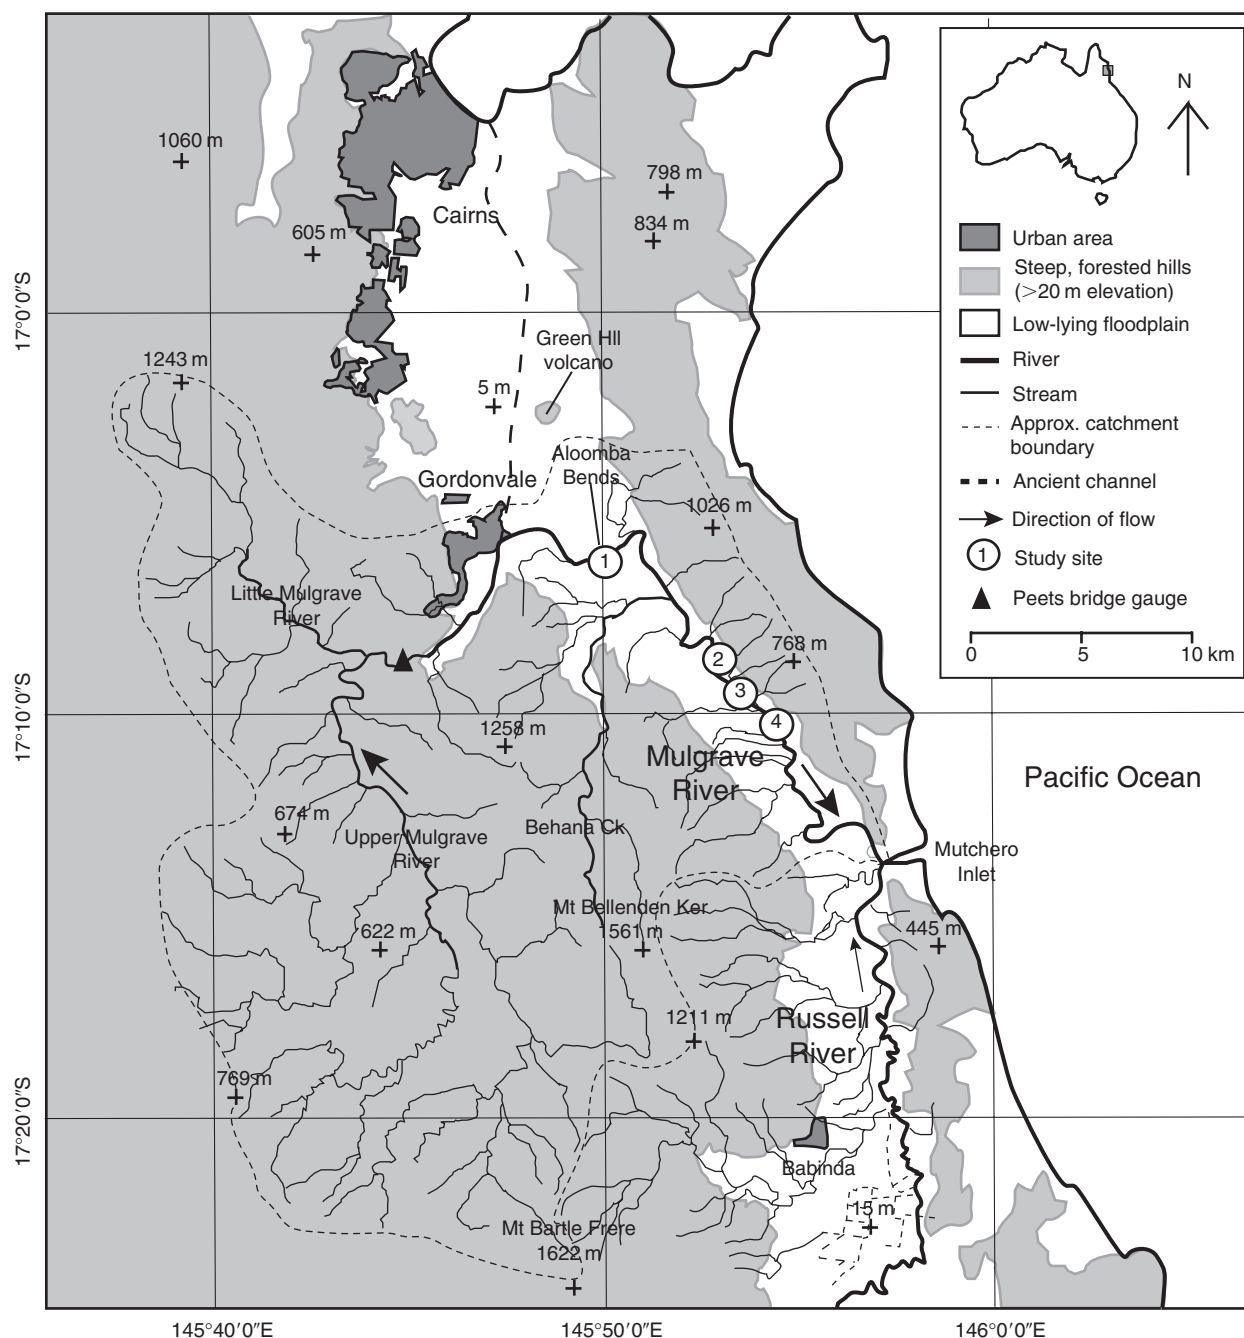 N
Urban area
Steep, forested hills
(>20 m elevation)
Low-lying floodplain
River
Stream
Approx. catchment
boundary
Ancient channel
Direction of flow
1
Study site
Peets bridge gauge
0
5
10 km
1060 m
798 m
Cairns
605 m
834 m
17°0′0″S
Green Hll
volcano
1243 m
5 m
Aloomba
Bends
Gordonvale
1026 m
1
Little Mulgrave
River
768 m
2
3
4
17°10′0″S
1258 m
Mulgrave
River
Pacific Ocean
674 m
Behana Ck
Upper Mulgrave
River
Mutchero
Inlet
Mt Bellenden Ker
1561 m
622 m
445 m
1211 m
Russell
River
769 m
17°20′0″S
Babinda
15 m
Mt Bartle Frere
1622 m
145°40′0″E
145°50′0″E
146°0′0″E